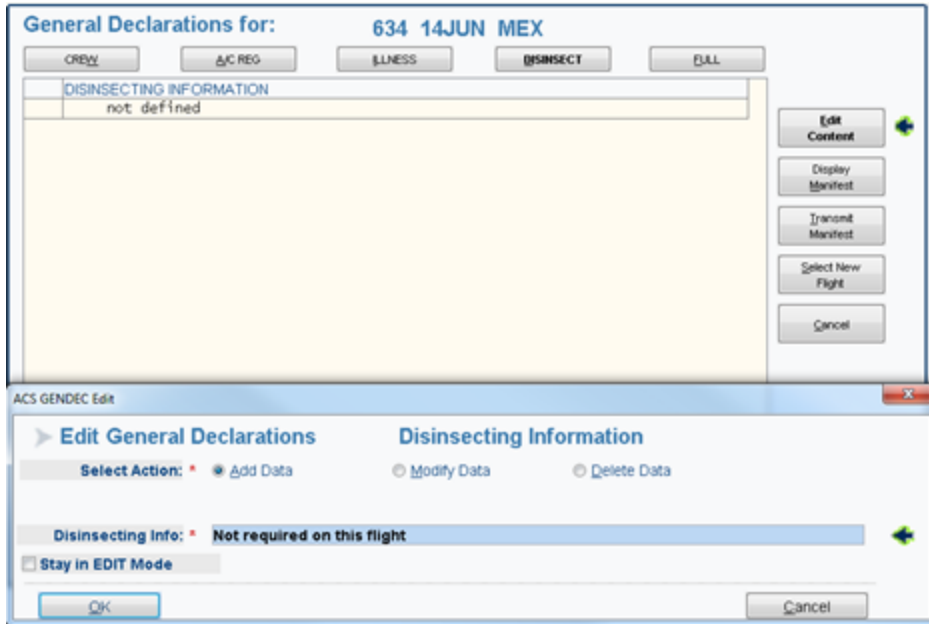 General Declarations for: 634 14JUN MEX
CREW A/C REG ILLNESS DISINSECT FULL
DISINSECTING INFORMATION
not defined
Edit
Content
Display
Manifest
Transmit
Manifest
Select New
Flight
Cancel
ACS GENDEC Edit
Edit General Declarations Disinsecting Information
Select Action: * Add Data Modify Data Delete Data
Disinsecting Info: * Not required on this flight
Stay in EDIT Mode
OK Cancel